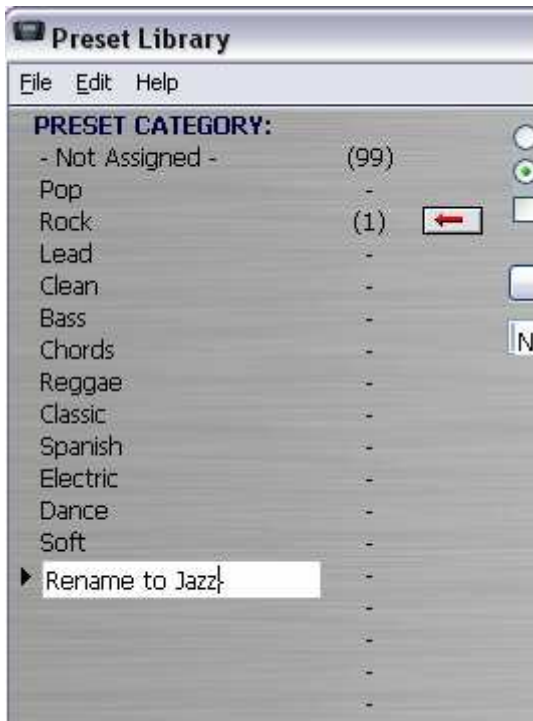 Preset Library
File Edit Help
PRESET CATEGORY:
- Not Assigned - (99)
Pop -
Rock (1)
Lead -
Clean -
Bass -
Chords -
Reggae -
Classic -
Spanish -
Electric -
Dance -
Soft -
Rename to Jazz -
-
-
-
-
N